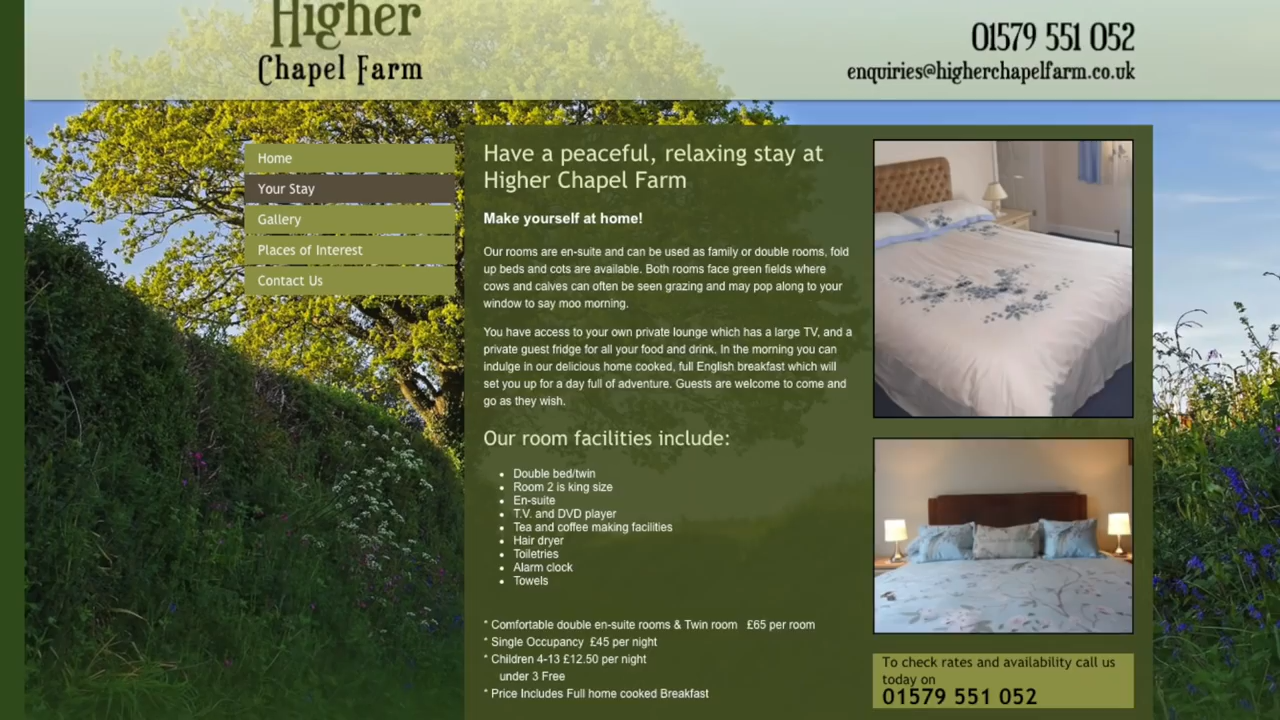 Higher
Chapel Farm
01579 551 052
enquiries@higherchapelfarm.co.uk
Home
Your Stay
Gallery
Places of Interest
Contact Us
Have a peaceful, relaxing stay at
Higher Chapel Farm
Make yourself at home!
Our rooms are en-suite and can be used as family or double rooms, fold
up beds and cots are available. Both rooms face green fields where
cows and calves can often be seen grazing and may pop along to your
window to say moo morning.
You have access to your own private lounge which has a large TV, and a
private guest fridge for all your food and drink. In the morning you can
indulge in our delicious home cooked, full English breakfast which will
set you up for a day full of adventure. Guests are welcome to come and
go as they wish.
Our room facilities include:
• Double bed/twin
• Room 2 is king size
• En-suite
• T.V. and DVD player
• Tea and coffee making facilities
• Hair dryer
• Toiletries
• Alarm clock
• Towels
* Comfortable double en-suite rooms & Twin room £65 per room
* Single Occupancy £45 per night
* Children 4-13 £12.50 per night
under 3 Free
* Price Includes Full home cooked Breakfast
To check rates and availability call us
today on
01579 551 052